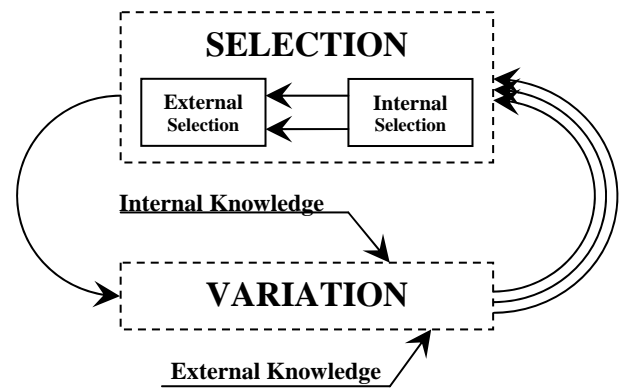 SELECTION
External
Selection
Internal
Selection
Internal Knowledge
VARIATION
External Knowledge